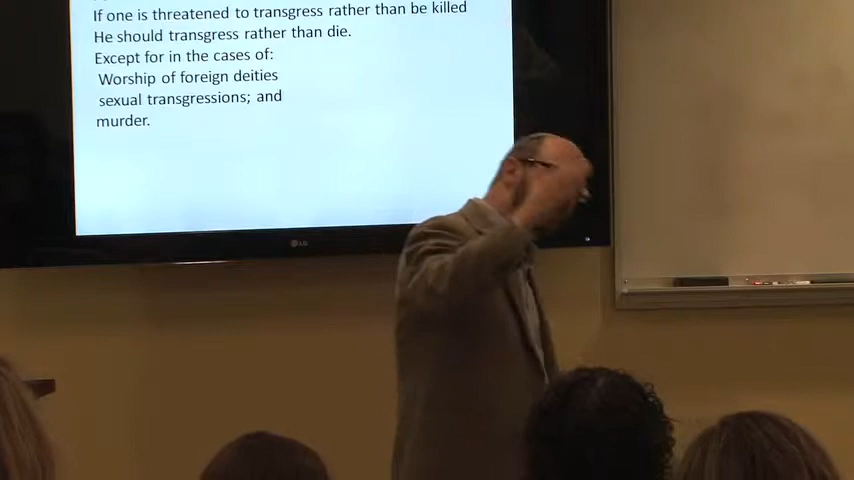 If one is threatened to transgress rather than be killed
He should transgress rather than die.
Except for in the cases of:
Worship of foreign deities
sexual transgressions; and
murder.
LG